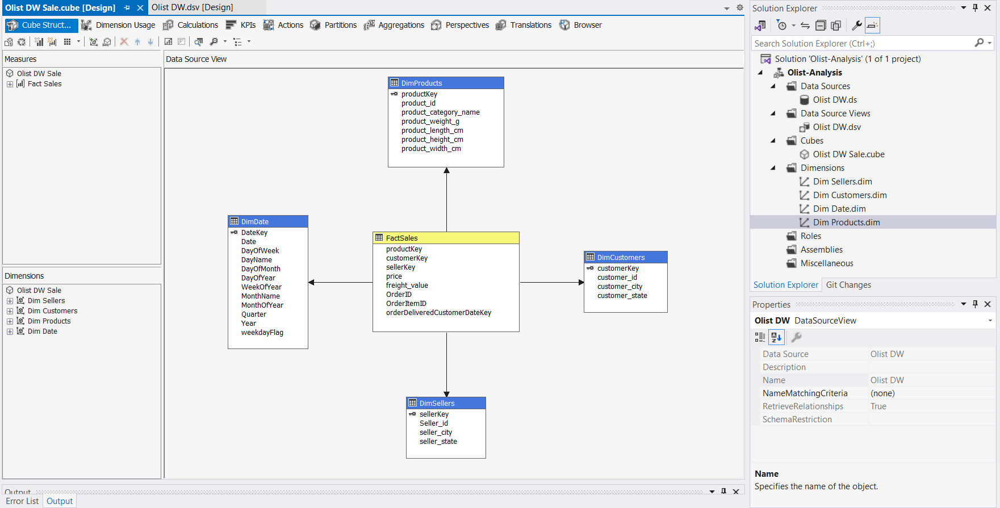 Olist DW Sale.cube [Design]
Olist DW.dsv [Design]
Cube Struct...
Dimension Usage
Calculations
KPIs
Actions
Partitions
Aggregations
Perspectives
Translations
Browser
Measures
Olist DW Sale
Fact Sales
Dimensions
Olist DW Sale
Dim Sellers
Dim Customers
Dim Products
Dim Date
Data Source View
DimProducts
productKey
product_id
product_category_name
product_weight_g
product_length_cm
product_height_cm
product_width_cm
DimDate
DateKey
Date
DayOfWeek
DayName
DayOfMonth
DayOfYear
WeekOfYear
MonthName
MonthOfYear
Quarter
Year
weekdayFlag
FactSales
productKey
customerKey
sellerKey
price
freight_value
OrderID
OrderItemID
orderDeliveredCustomerDateKey
DimCustomers
customerKey
customer_id
customer_city
customer_state
DimSellers
sellerKey
Seller_id
seller_city
seller_state
Output
Error List
Output
Solution Explorer
Search Solution Explorer (Ctrl+;)
Solution 'Olist-Analysis' (1 of 1 project)
Olist-Analysis
Data Sources
Olist DW.ds
Data Source Views
Olist DW.dsv
Cubes
Olist DW Sale.cube
Dimensions
Dim Sellers.dim
Dim Customers.dim
Dim Date.dim
Dim Products.dim
Roles
Assemblies
Miscellaneous
Solution Explorer
Git Changes
Properties
Olist DW DataSourceView
Data Source Olist DW
Description
Name Olist DW
NameMatchingCriteria (none)
RetrieveRelationships True
SchemaRestriction
Name
Specifies the name of the object.